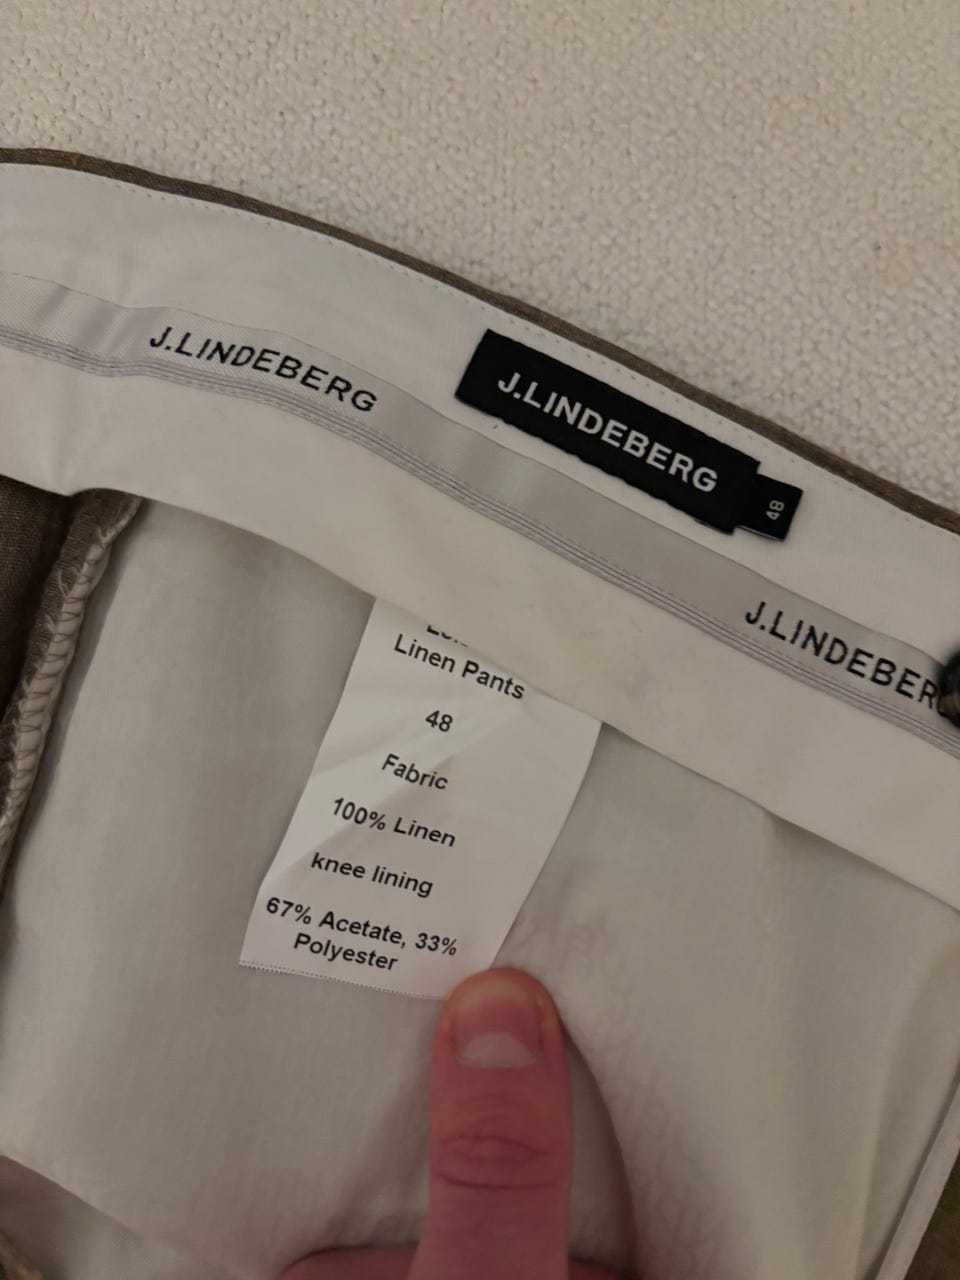 J.LINDEBERG
J.LINDEBERG
48
J.LINDEBERG
Linen Pants
48
Fabric
100% Linen
knee lining
67% Acetate, 33%
Polyester